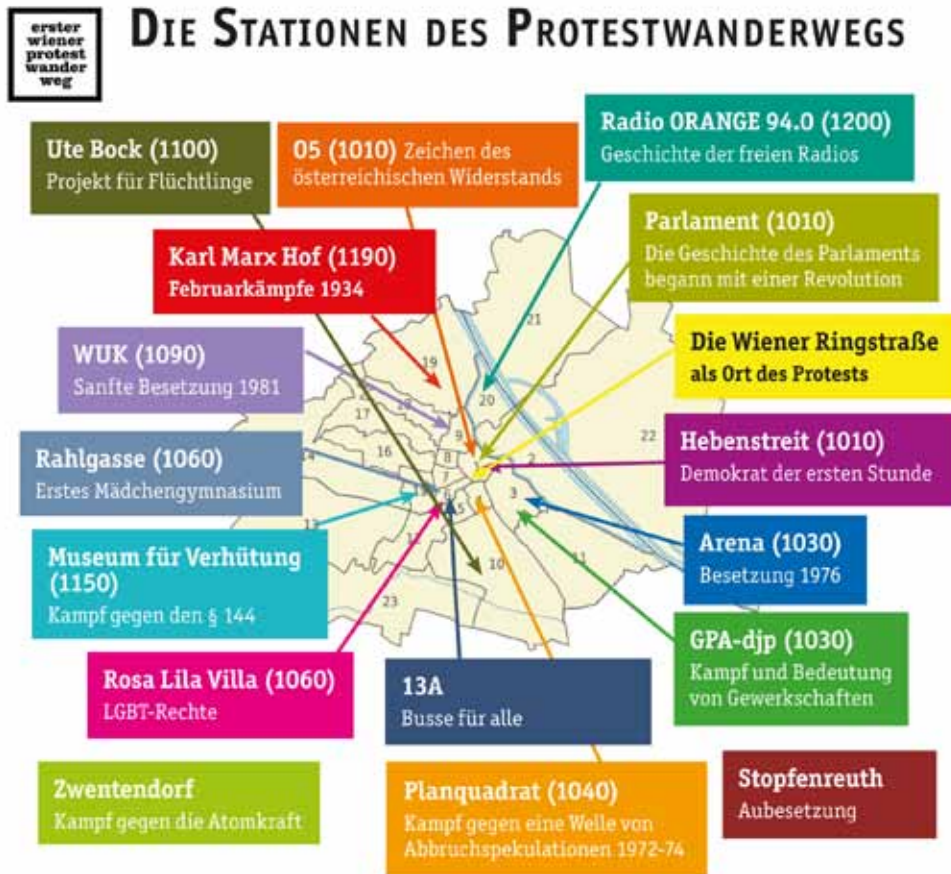 erster
wiener
protest
wander
weg
DIE STATIONEN DES PROTESTWANDERWEGS
Ute Bock (1100)
Projekt für Flüchtlinge
O5 (1010) Zeichen des
österreichischen Widerstands
Radio ORANGE 94.0 (1200)
Geschichte der freien Radios
Karl Marx Hof (1190)
Februarkämpfe 1934
Parlament (1010)
Die Geschichte des Parlaments
begann mit einer Revolution
WUK (1090)
Sanfte Besetzung 1981
Die Wiener Ringstraße
als Ort des Protests
Rahlgasse (1060)
Erstes Mädchengymnasium
Hebenstreit (1010)
Demokrat der ersten Stunde
Museum für Verhütung
(1150)
Kampf gegen den § 144
Arena (1030)
Besetzung 1976
GPA-djp (1030)
Kampf und Bedeutung
von Gewerkschaften
Rosa Lila Villa (1060)
LGBT-Rechte
13A
Busse für alle
Zwentendorf
Kampf gegen die Atomkraft
Planquadrat (1040)
Kampf gegen eine Welle von
Abbruchspekulationen 1972-74
Stopfenreuth
Aubesetzung
21
19
20
17
16
9
8
7
2
22
3
5
10
11
23